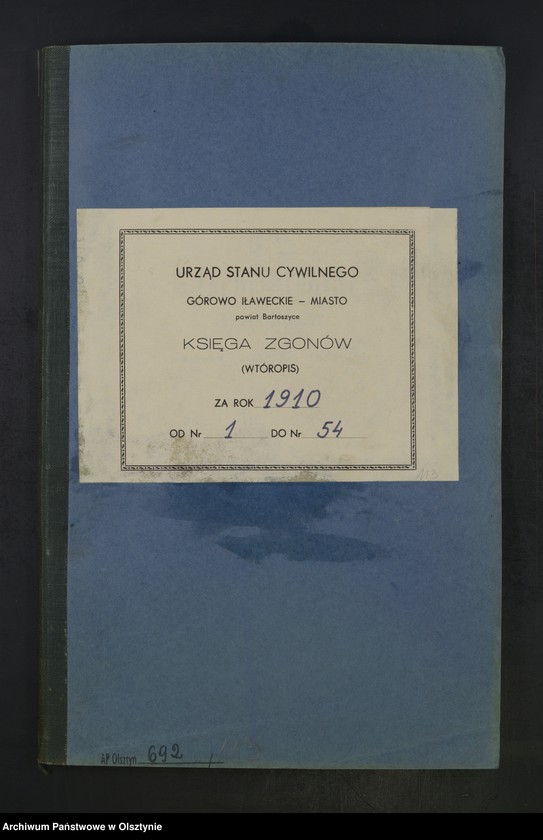 URZĄD STANU CYWILNEGO
GÓROWO IŁAWECKIE – MIASTO
powiat Bartoszyce
KSIĘGA ZGONÓW
(WTÓROPIS)
ZA ROK 1910
OD Nr 1 DO Nr 54
AP Olsztyn 692
Archiwum Państwowe w Olsztynie